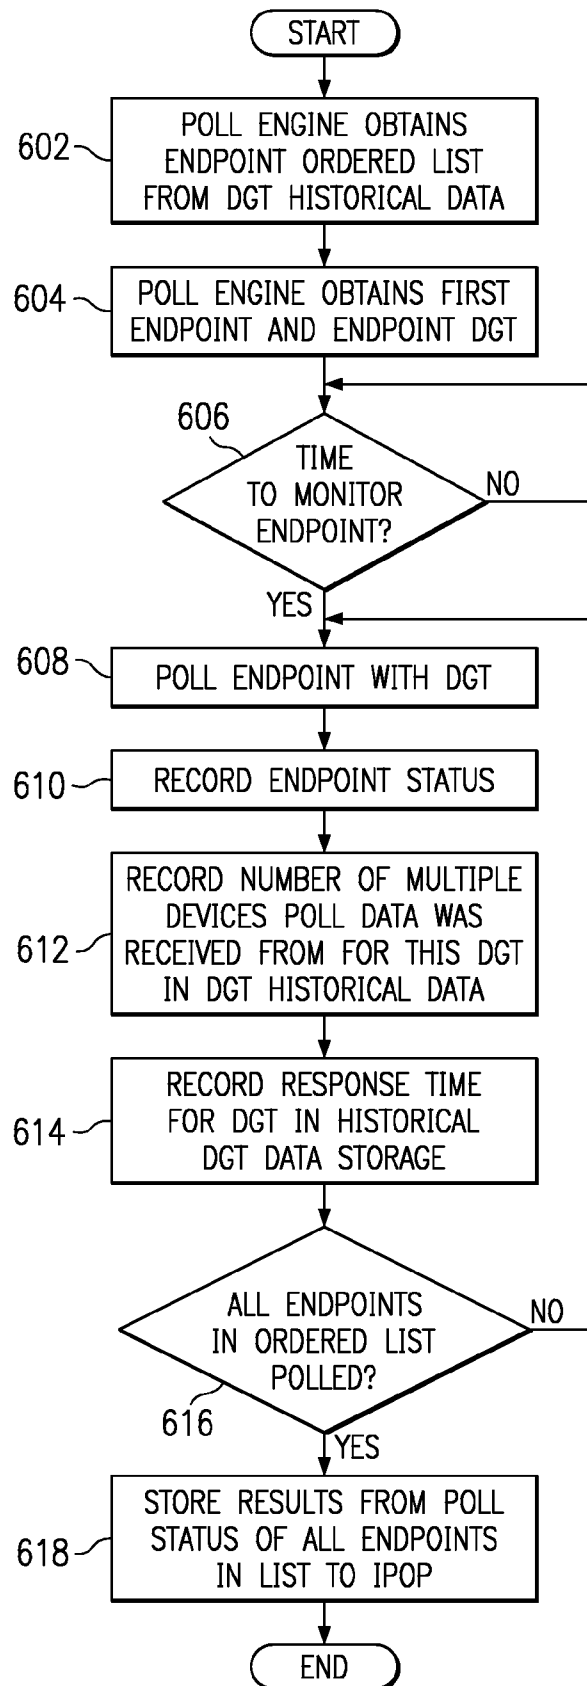 START
602
POLL ENGINE OBTAINS
ENDPOINT ORDERED LIST
FROM DGT HISTORICAL DATA
604
POLL ENGINE OBTAINS FIRST
ENDPOINT AND ENDPOINT DGT
606
TIME
TO MONITOR
ENDPOINT?
NO
YES
608
POLL ENDPOINT WITH DGT
610
RECORD ENDPOINT STATUS
612
RECORD NUMBER OF MULTIPLE
DEVICES POLL DATA WAS
RECEIVED FROM FOR THIS DGT
IN DGT HISTORICAL DATA
614
RECORD RESPONSE TIME
FOR DGT IN HISTORICAL
DGT DATA STORAGE
ALL ENDPOINTS
IN ORDERED LIST
POLLED?
NO
616
YES
618
STORE RESULTS FROM POLL
STATUS OF ALL ENDPOINTS
IN LIST TO IPOP
END